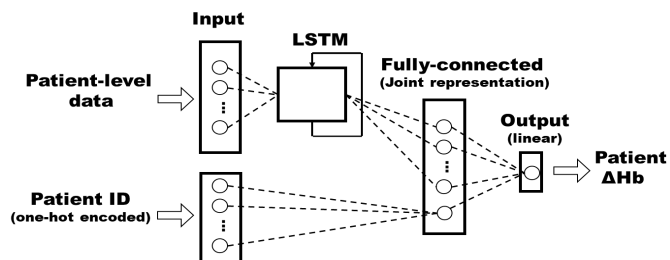 Input
LSTM
Patient-level
data
Fully-connected
(Joint representation)
Output
(linear)
Patient
ΔHb
Patient ID
(one-hot encoded)